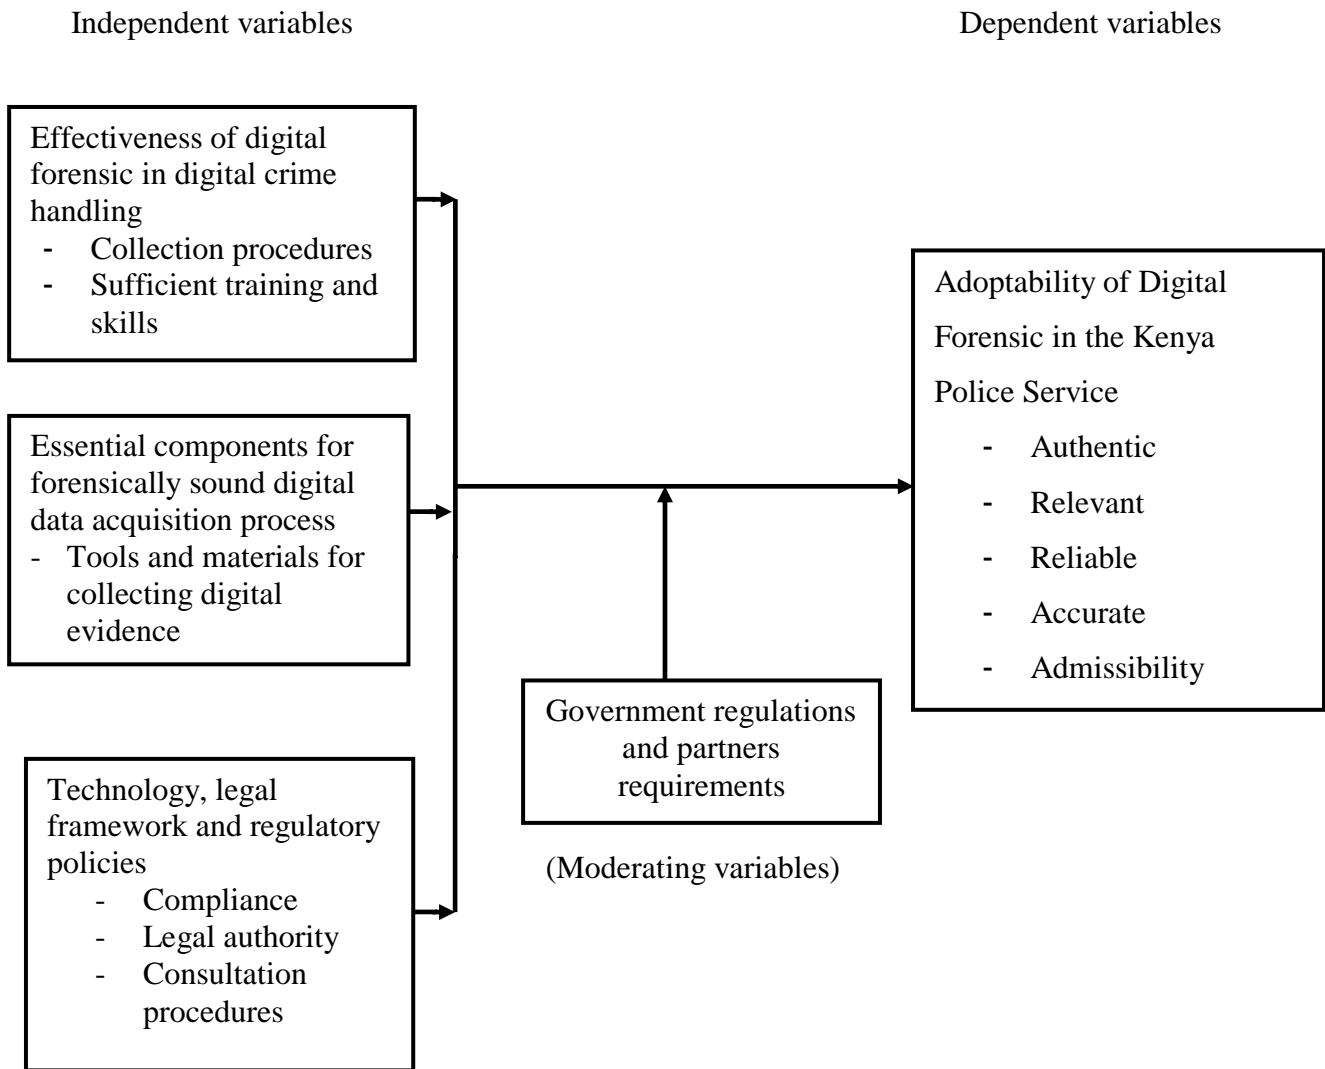 Independent variables
Dependent variables
Effectiveness of digital
forensic in digital crime
handling
- Collection procedures
- Sufficient training and
skills
Essential components for
forensically sound digital
data acquisition process
- Tools and materials for
collecting digital
evidence
Technology, legal
framework and regulatory
policies
- Compliance
- Legal authority
- Consultation
procedures
Government regulations
and partners
requirements
(Moderating variables)
Adoptability of Digital
Forensic in the Kenya
Police Service
- Authentic
- Relevant
- Reliable
- Accurate
- Admissibility